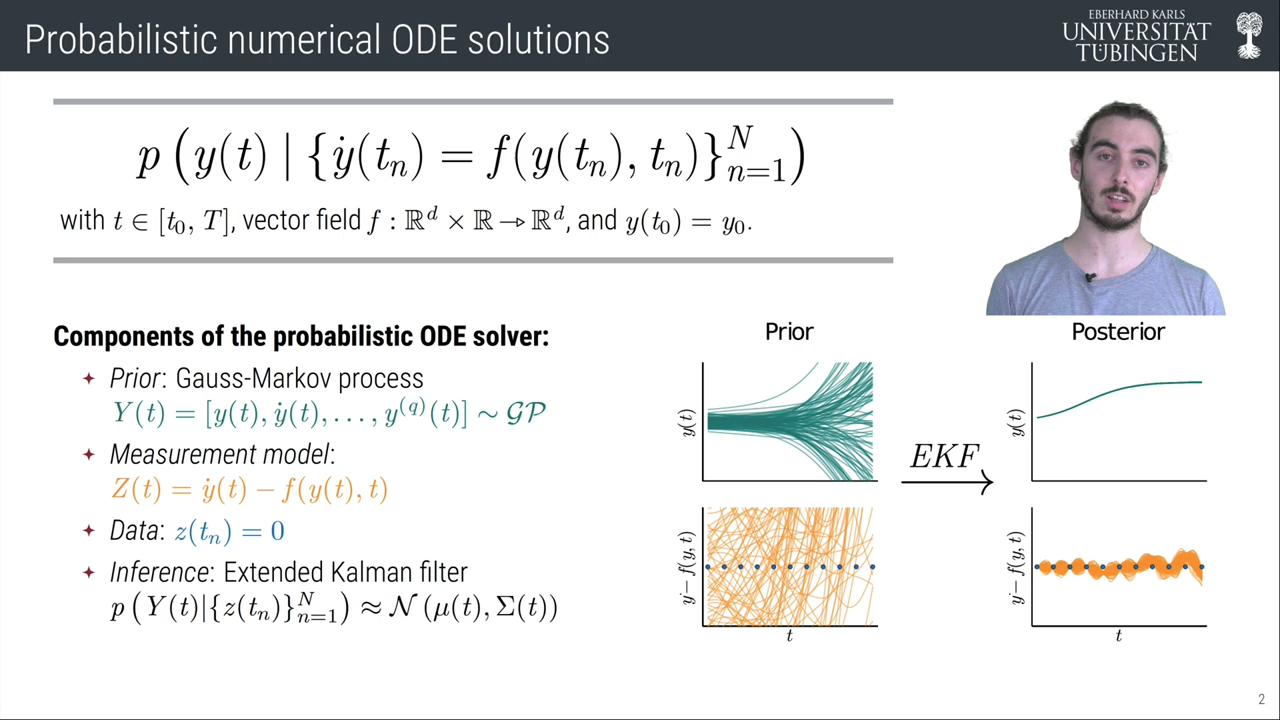 Probabilistic numerical ODE solutions
EBERHARD KARLS
UNIVERSITÄT
TÜBINGEN
p ( y(t) | {ẏ(tₙ) = f(y(tₙ), tₙ)}ᴺₙ₌₁ )
with t ∈ [t₀, T], vector field f : ℝᵈ × ℝ → ℝᵈ, and y(t₀) = y₀.
Components of the probabilistic ODE solver:
Prior: Gauss-Markov process
Y(t) = [y(t), ẏ(t), . . . , y⁽q⁾(t)] ~ 𝒢𝒫
Measurement model:
Z(t) = ẏ(t) − f(y(t), t)
Data: z(tₙ) = 0
Inference: Extended Kalman filter
p ( Y(t)|{z(tₙ)}ᴺₙ₌₁ ) ≈ 𝒩 (μ(t), Σ(t))
Prior
y(t)
ẏ − f(y, t)
t
EKF
Posterior
y(t)
ẏ − f(y, t)
t
2